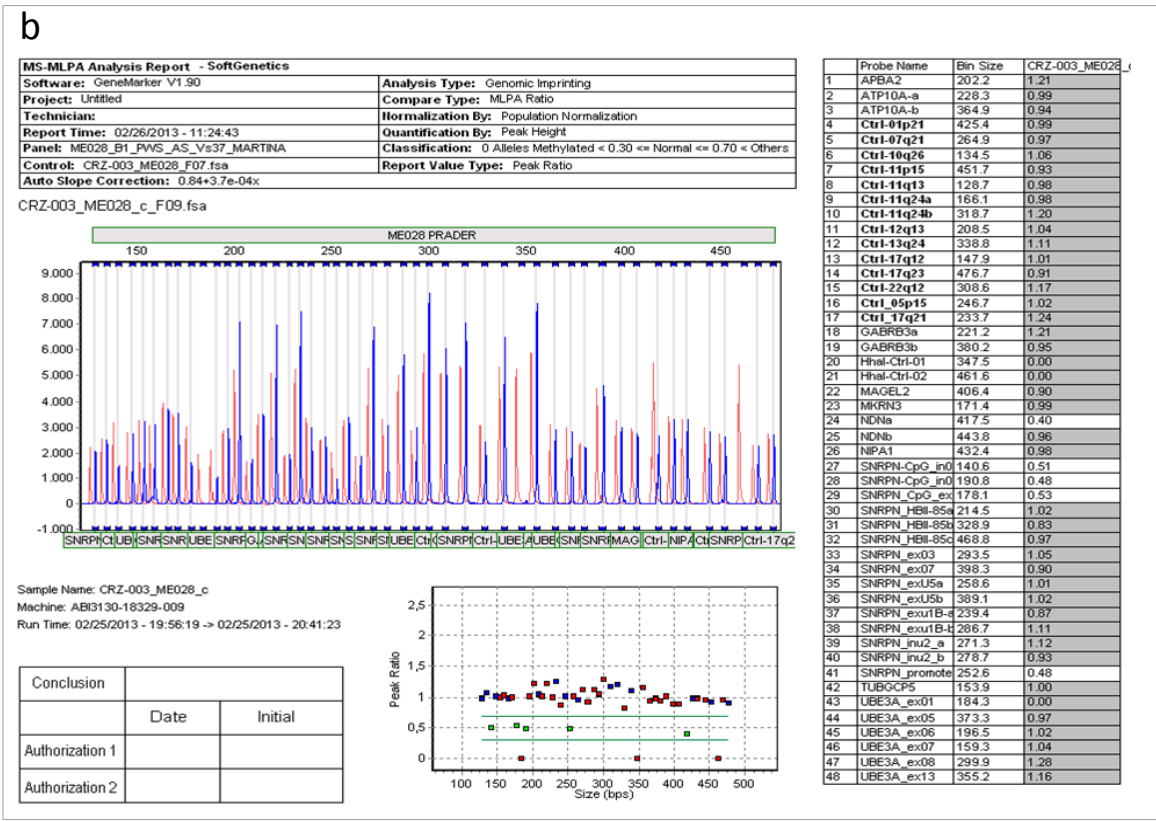 b
MS-MLPA Analysis Report - SoftGenetics
Software: GeneMarker V1.90 Analysis Type: Genomic Imprinting
Project: Untitled Compare Type: MLPA Ratio
Technician: Normalization By: Population Normalization
Report Time: 02/26/2013 - 11:24:43 Quantification By: Peak Height
Panel: ME028_B1_PWS_AS_Vs37_MARTINA Classification: 0 Alleles Methylated < 0.30 <= Normal <= 0.70 < Others
Control: CRZ-003_ME028_F07.fsa Report Value Type: Peak Ratio
Auto Slope Correction: 0.84+3.7e-04x
CRZ-003_ME028_c_F09.fsa
ME028 PRADER
150 200 250 300 350 400 450
9.000
8.000
7.000
6.000
5.000
4.000
3.000
2.000
1.000
0
-1.000
Sample Name: CRZ-003_ME028_c
Machine: ABI3130-18329-009
Run Time: 02/25/2013 - 19:56:19 -> 02/25/2013 - 20:41:23
Conclusion
Date Initial
Authorization 1
Authorization 2
Peak Ratio
2,5
2
1,5
1
0,5
0
100 150 200 250 300 350 400 450 500
Size (bps)
Probe Name Bin Size CRZ-003_ME028_
1 APBA2 202.2 1.21
2 ATP10A-a 228.3 0.99
3 ATP10A-b 364.9 0.94
4 Ctrl-01p21 425.4 0.99
5 Ctrl-07q21 264.9 0.97
6 Ctrl-10q26 134.5 1.06
7 Ctrl-11p15 451.7 0.93
8 Ctrl-11q13 128.7 0.98
9 Ctrl-11q24a 166.1 0.98
10 Ctrl-11q24b 318.7 1.20
11 Ctrl-12q13 208.5 1.04
12 Ctrl-13q24 338.8 1.11
13 Ctrl-17q12 147.9 1.01
14 Ctrl-17q23 476.7 0.91
15 Ctrl-22q12 308.6 1.17
16 Ctrl_05p15 246.7 1.02
17 Ctrl_17q21 233.7 1.24
18 GABRB3a 221.2 1.21
19 GABRB3b 380.2 0.95
20 HhaI-Ctrl-01 347.5 0.00
21 HhaI-Ctrl-02 461.6 0.00
22 MAGEL2 406.4 0.90
23 MKRN3 171.4 0.99
24 NDNa 417.5 0.40
25 NDNb 443.8 0.96
26 NIPA1 432.4 0.98
27 SNRPN-CpG_in0 140.6 0.51
28 SNRPN-CpG_in0 190.8 0.48
29 SNRPN_CpG_ex 178.1 0.53
30 SNRPN_HBII-85a 214.5 1.02
31 SNRPN_HBII-85b 328.9 0.83
32 SNRPN_HBII-85c 468.8 0.97
33 SNRPN_ex03 293.5 1.05
34 SNRPN_ex07 398.3 0.90
35 SNRPN_exU5a 258.6 1.01
36 SNRPN_exU5b 389.1 1.02
37 SNRPN_exu1B-a 239.4 0.87
38 SNRPN_exu1B-b 286.7 1.11
39 SNRPN_inu2_a 271.3 1.12
40 SNRPN_inu2_b 278.7 0.93
41 SNRPN_promote 252.6 0.48
42 TUBGCP5 153.9 1.00
43 UBE3A_ex01 184.3 0.00
44 UBE3A_ex05 373.3 0.97
45 UBE3A_ex06 196.5 1.02
46 UBE3A_ex07 159.3 1.04
47 UBE3A_ex08 299.9 1.28
48 UBE3A_ex13 355.2 1.16